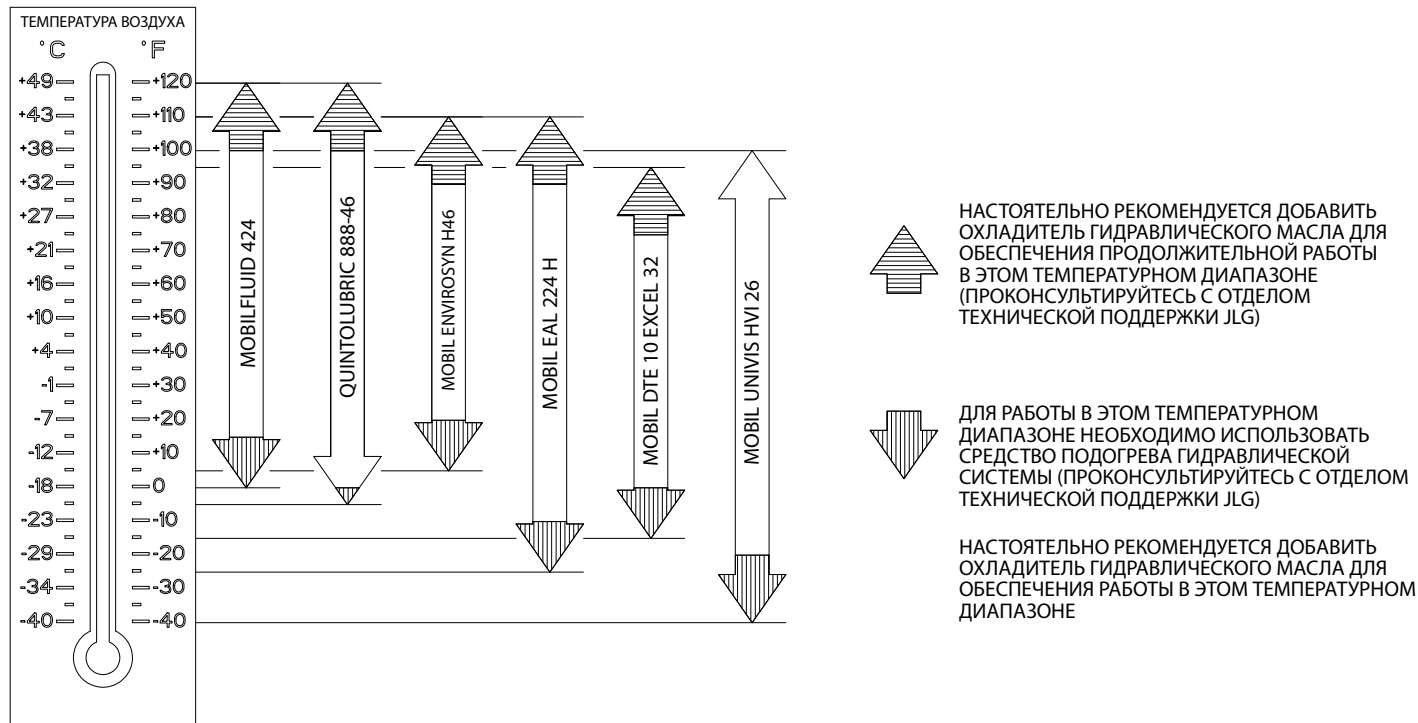 ТЕМПЕРАТУРА ВОЗДУХА
°C °F
+49 +120
+43 +110
+38 +100
+32 +90
+27 +80
+21 +70
+16 +60
+10 +50
+4 +40
-1 +30
-7 +20
-12 +10
-18 0
-23 -10
-29 -20
-34 -30
-40 -40
MOBILFLUID 424
QUINTOLUBRIC 888-46
MOBIL ENVIROSYN H46
MOBIL EAL 224 H
MOBIL DTE 10 EXCEL 32
MOBIL UNIVIS HVI 26
НАСТОЯТЕЛЬНО РЕКОМЕНДУЕТСЯ ДОБАВИТЬ
ОХЛАДИТЕЛЬ ГИДРАВЛИЧЕСКОГО МАСЛА ДЛЯ
ОБЕСПЕЧЕНИЯ ПРОДОЛЖИТЕЛЬНОЙ РАБОТЫ
В ЭТОМ ТЕМПЕРАТУРНОМ ДИАПАЗОНЕ
(ПРОКОНСУЛЬТИРУЙТЕСЬ С ОТДЕЛОМ
ТЕХНИЧЕСКОЙ ПОДДЕРЖКИ JLG)
ДЛЯ РАБОТЫ В ЭТОМ ТЕМПЕРАТУРНОМ
ДИАПАЗОНЕ НЕОБХОДИМО ИСПОЛЬЗОВАТЬ
СРЕДСТВО ПОДОГРЕВА ГИДРАВЛИЧЕСКОЙ
СИСТЕМЫ (ПРОКОНСУЛЬТИРУЙТЕСЬ С ОТДЕЛОМ
ТЕХНИЧЕСКОЙ ПОДДЕРЖКИ JLG)
НАСТОЯТЕЛЬНО РЕКОМЕНДУЕТСЯ ДОБАВИТЬ
ОХЛАДИТЕЛЬ ГИДРАВЛИЧЕСКОГО МАСЛА ДЛЯ
ОБЕСПЕЧЕНИЯ РАБОТЫ В ЭТОМ ТЕМПЕРАТУРНОМ
ДИАПАЗОНЕ